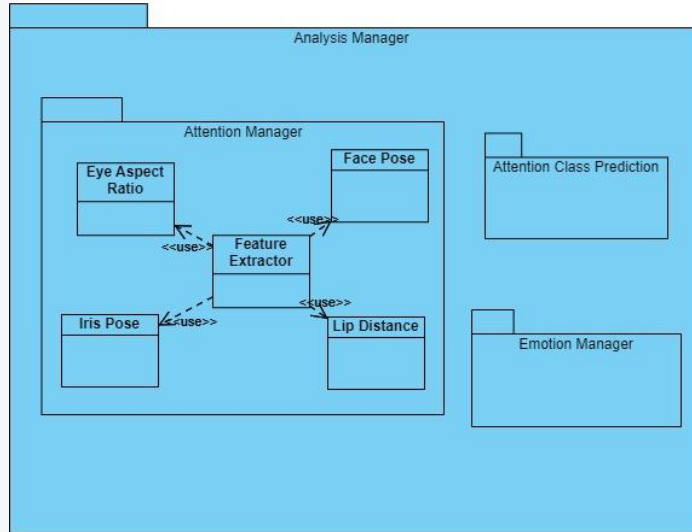 Analysis Manager
Attention Manager
Eye Aspect
Ratio
Face Pose
Attention Class Prediction
<<use>>
<<use>>
Feature
Extractor
<<use>>
<<use>>
Iris Pose
Lip Distance
Emotion Manager